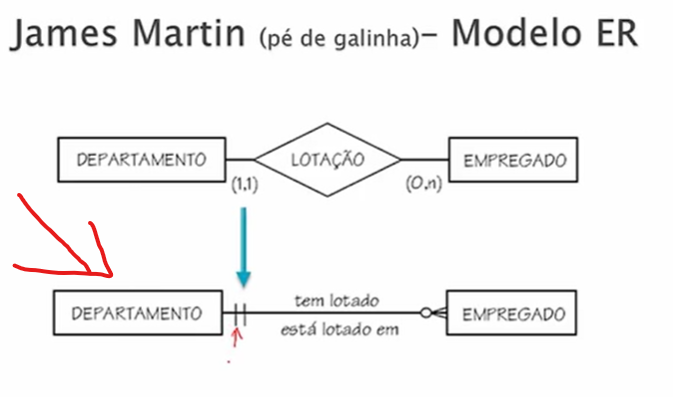 James Martin (pé de galinha)– Modelo ER
DEPARTAMENTO LOTAÇÃO EMPREGADO
(1,1) (0,n)
DEPARTAMENTO tem lotado EMPREGADO
está lotado em